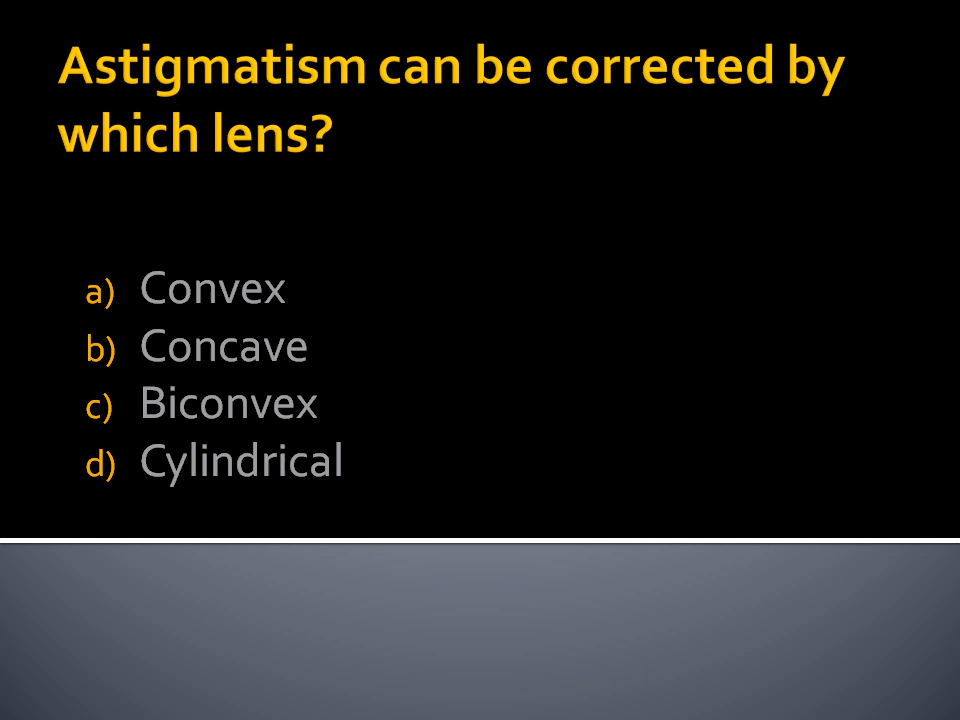 Astigmatism can be corrected by
which lens?
a) Convex
b) Concave
c) Biconvex
d) Cylindrical